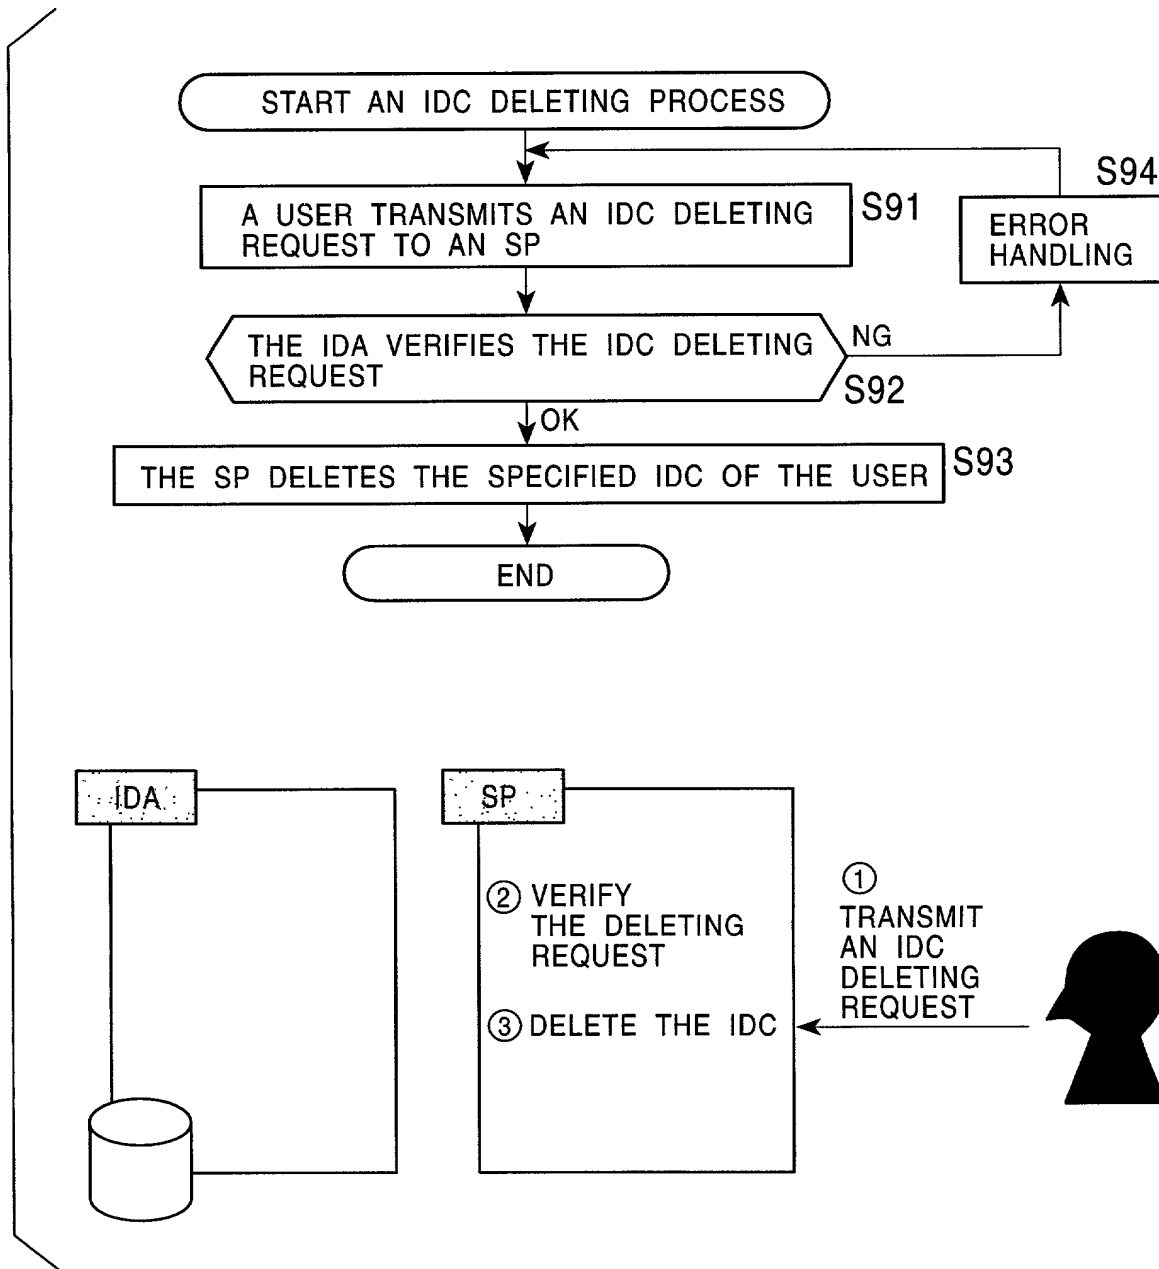 START AN IDC DELETING PROCESS
S94
A USER TRANSMITS AN IDC DELETING
REQUEST TO AN SP
S91
ERROR
HANDLING
THE IDA VERIFIES THE IDC DELETING
REQUEST
NG
S92
OK
THE SP DELETES THE SPECIFIED IDC OF THE USER
S93
END
IDA
SP
② VERIFY
THE DELETING
REQUEST
③ DELETE THE IDC
①
TRANSMIT
AN IDC
DELETING
REQUEST